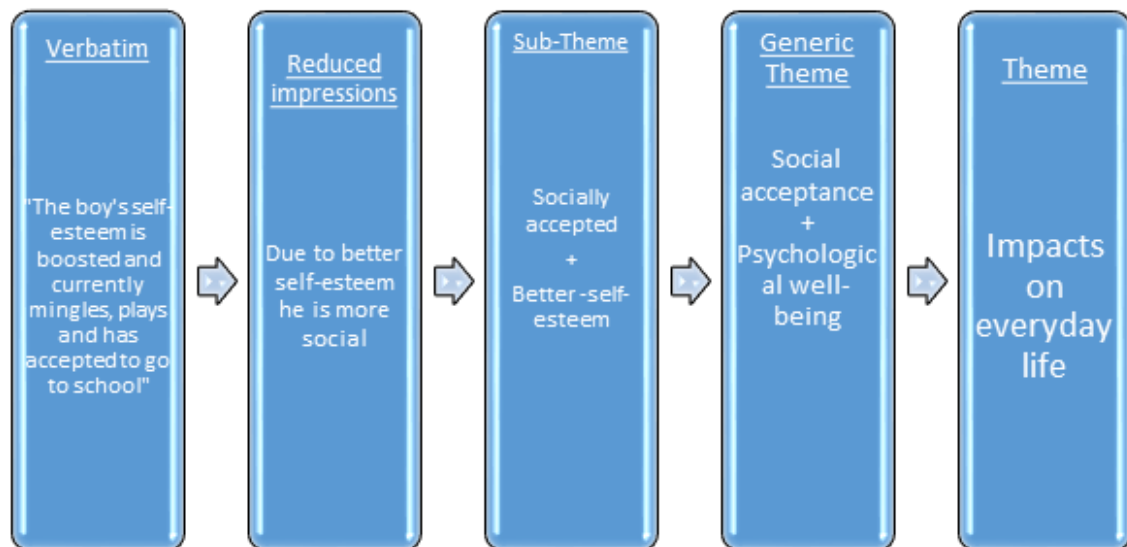 Verbatim
"The boy's self-
esteem is
boosted and
currently
mingles, plays
and has
accepted to go
to school"
Reduced
impressions
Due to better
self-esteem
he is more
social
Sub-Theme
Socially
accepted
+
Better -self-
esteem
Generic
Theme
Social
acceptance
+
Psychologic
al well-
being
Theme
Impacts
on
everyday
life